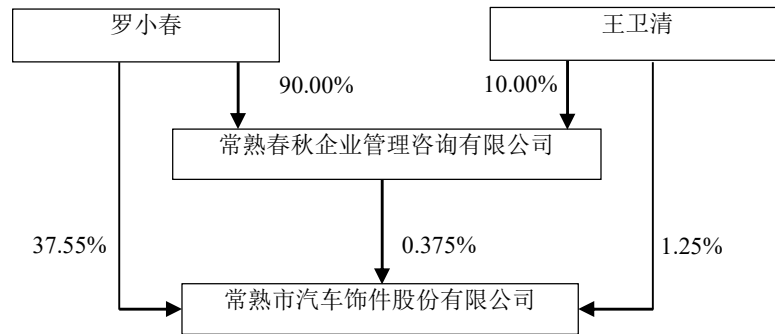 罗小春
王卫清
90.00%
10.00%
常熟春秋企业管理咨询有限公司
37.55%
0.375%
1.25%
常熟市汽车饰件股份有限公司